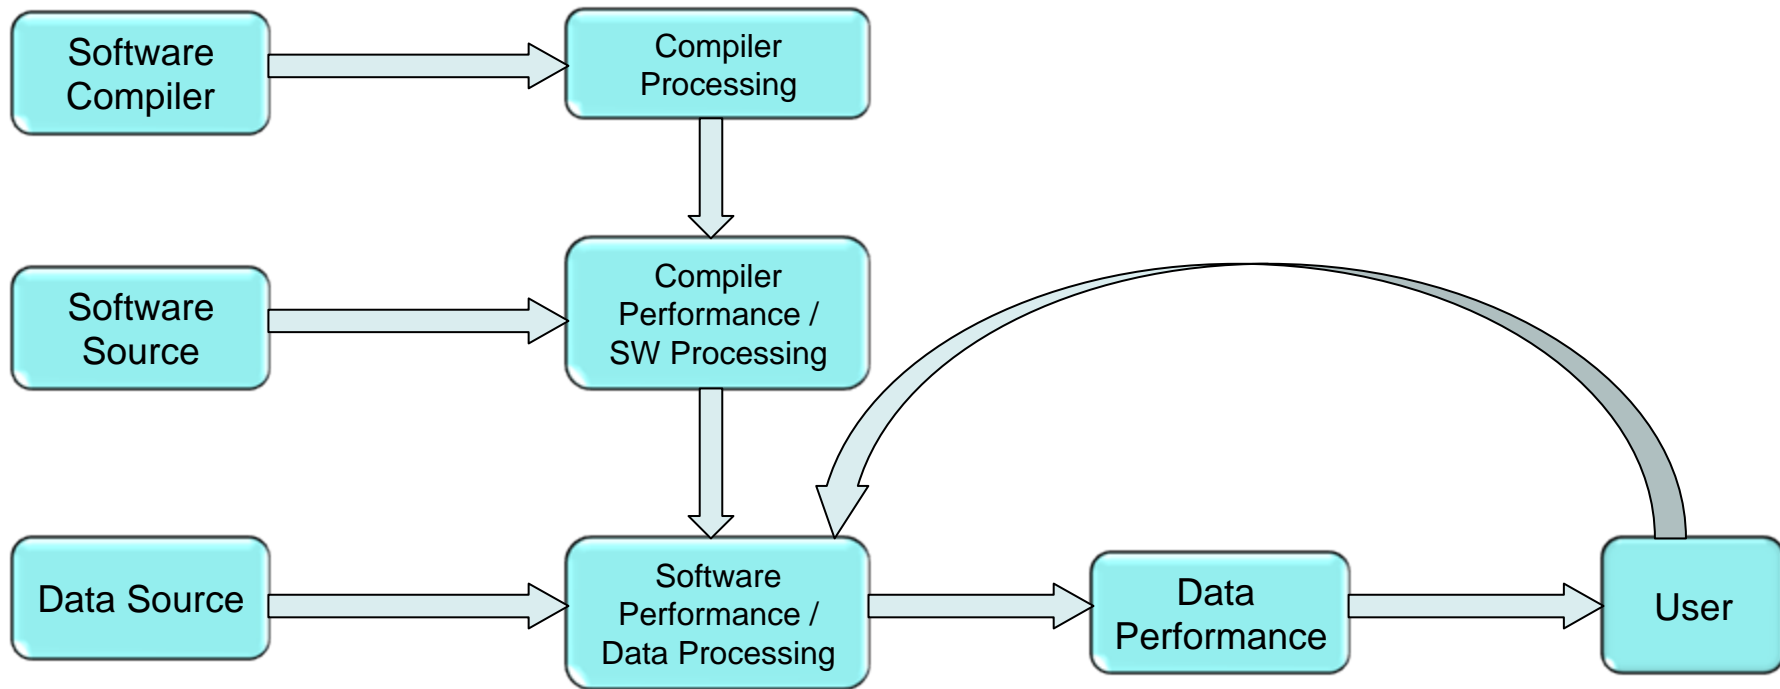 Software
Compiler
Compiler
Processing
Software
Source
Compiler
Performance /
SW Processing
Data Source
Software
Performance /
Data Processing
Data
Performance
User